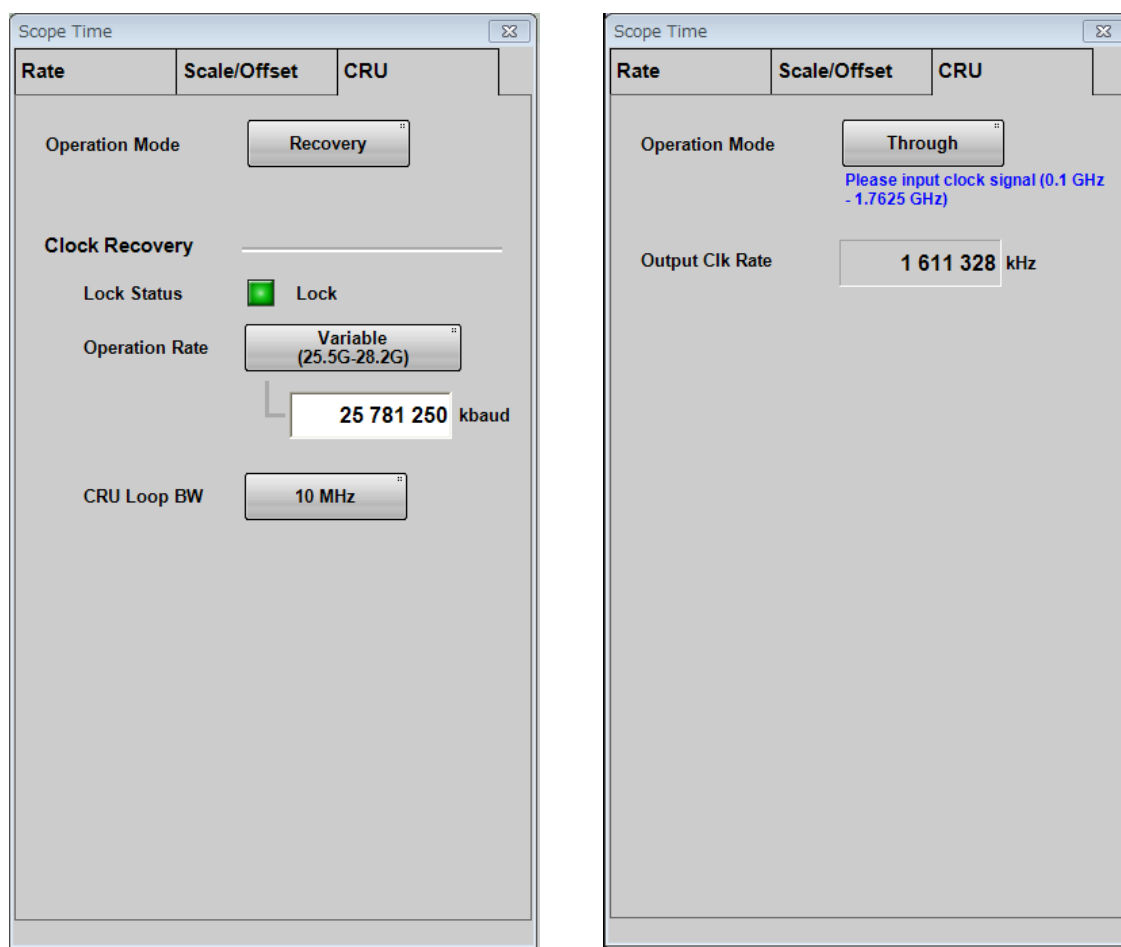 Scope Time
Rate
Scale/Offset
CRU
Operation Mode
Recovery
Clock Recovery
Lock Status
Lock
Operation Rate
Variable
(25.5G-28.2G)
25 781 250 kbaud
CRU Loop BW
10 MHz
Scope Time
Rate
Scale/Offset
CRU
Operation Mode
Through
Please input clock signal (0.1 GHz
- 1.7625 GHz)
Output Clk Rate
1 611 328 kHz